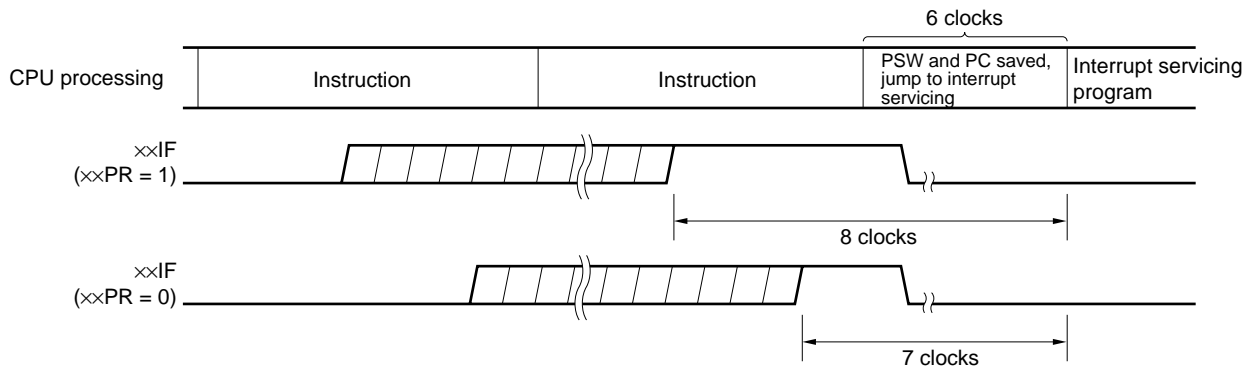 6 clocks
CPU processing
Instruction
Instruction
PSW and PC saved,
jump to interrupt
servicing
Interrupt servicing
program
××IF
(××PR = 1)
8 clocks
××IF
(××PR = 0)
7 clocks